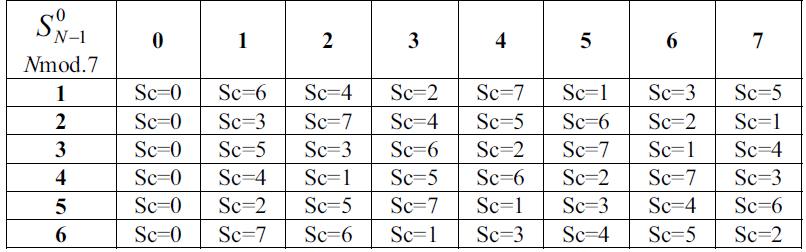 S⁰N−1 0 1 2 3 4 5 6 7
Nmod.7
1 Sc=0 Sc=6 Sc=4 Sc=2 Sc=7 Sc=1 Sc=3 Sc=5
2 Sc=0 Sc=3 Sc=7 Sc=4 Sc=5 Sc=6 Sc=2 Sc=1
3 Sc=0 Sc=5 Sc=3 Sc=6 Sc=2 Sc=7 Sc=1 Sc=4
4 Sc=0 Sc=4 Sc=1 Sc=5 Sc=6 Sc=2 Sc=7 Sc=3
5 Sc=0 Sc=2 Sc=5 Sc=7 Sc=1 Sc=3 Sc=4 Sc=6
6 Sc=0 Sc=7 Sc=6 Sc=1 Sc=3 Sc=4 Sc=5 Sc=2